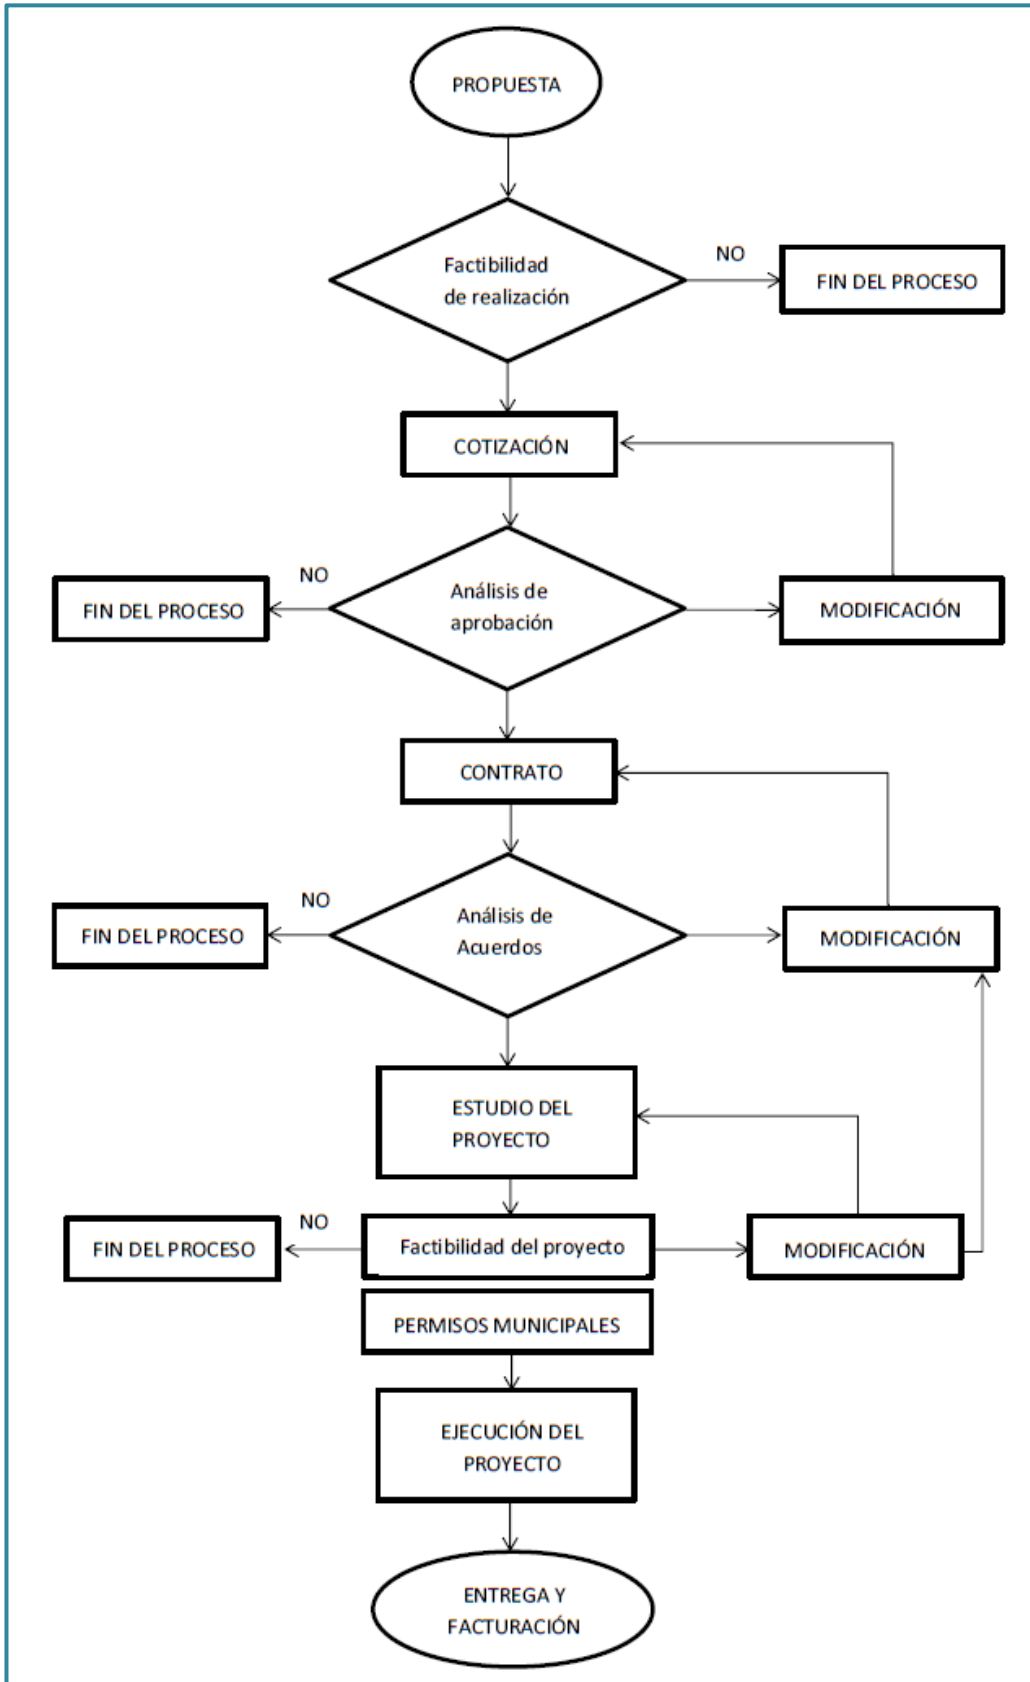 PROPUESTA
Factibilidad
de realización
NO
FIN DEL PROCESO
COTIZACIÓN
NO
FIN DEL PROCESO
Análisis de
aprobación
MODIFICACIÓN
CONTRATO
NO
FIN DEL PROCESO
Análisis de
Acuerdos
MODIFICACIÓN
ESTUDIO DEL
PROYECTO
NO
FIN DEL PROCESO
Factibilidad del proyecto
MODIFICACIÓN
PERMISOS MUNICIPALES
EJECUCIÓN DEL
PROYECTO
ENTREGA Y
FACTURACIÓN